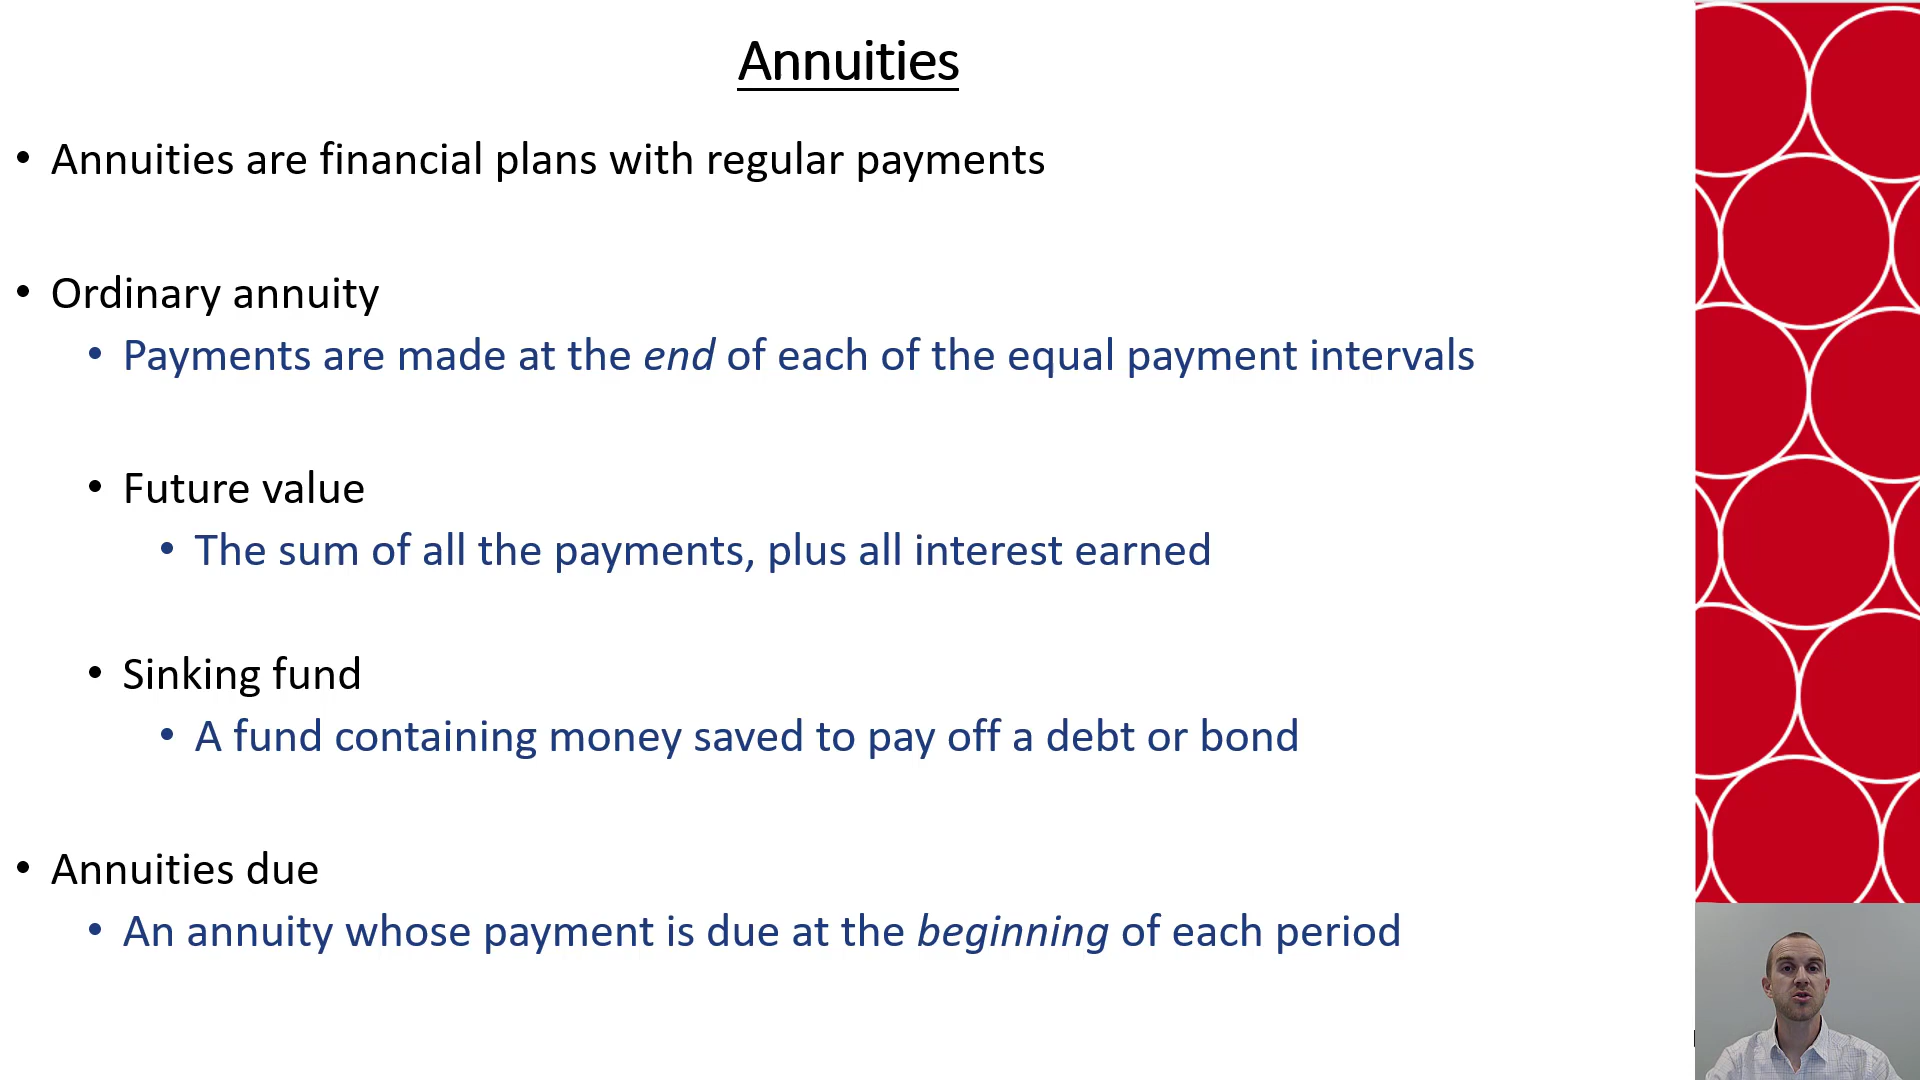 Annuities
• Annuities are financial plans with regular payments
• Ordinary annuity
• Payments are made at the end of each of the equal payment intervals
• Future value
• The sum of all the payments, plus all interest earned
• Sinking fund
• A fund containing money saved to pay off a debt or bond
• Annuities due
• An annuity whose payment is due at the beginning of each period